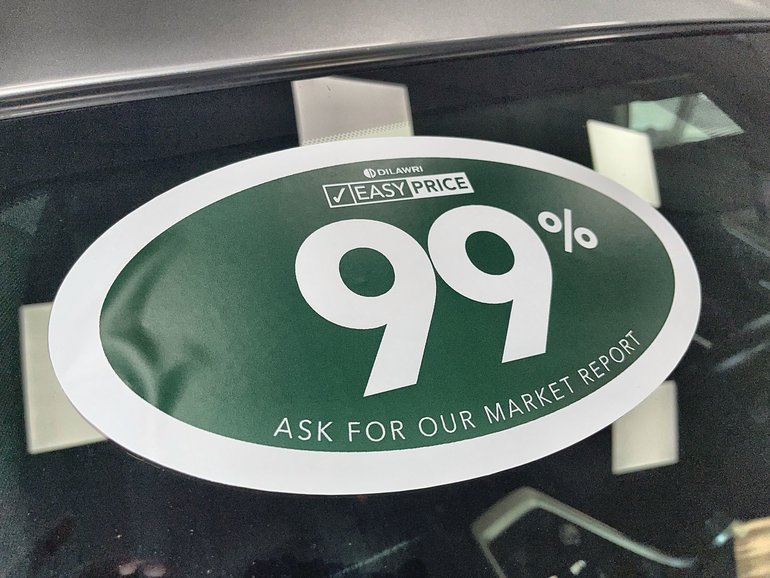 DILAWRI
EASY PRICE
99%
ASK FOR OUR MARKET REPORT